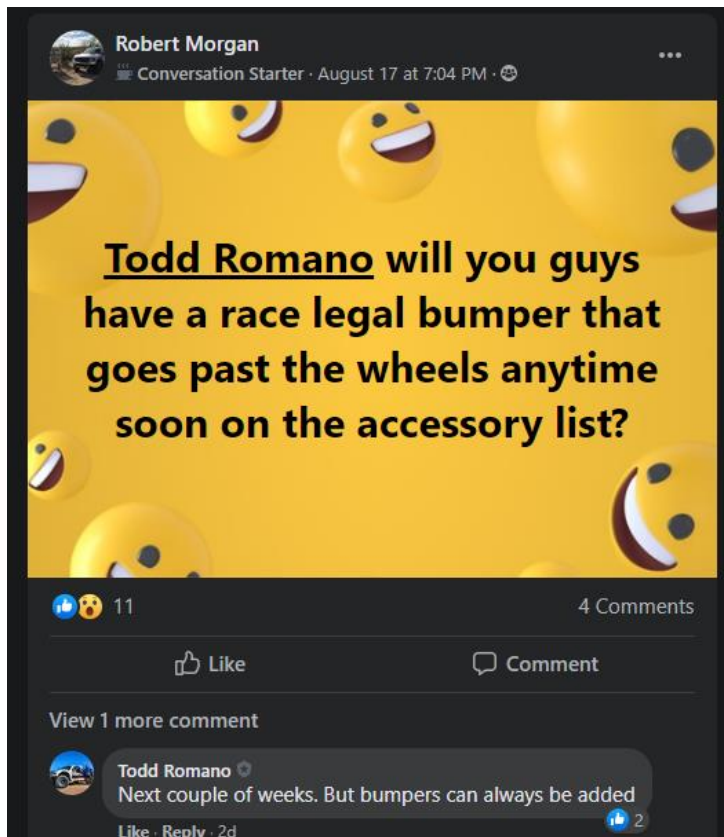 Robert Morgan
Conversation Starter · August 17 at 7:04 PM ·
Todd Romano will you guys
have a race legal bumper that
goes past the wheels anytime
soon on the accessory list?
11
4 Comments
Like
Comment
View 1 more comment
Todd Romano
Next couple of weeks. But bumpers can always be added
2
Like · Reply · 2d